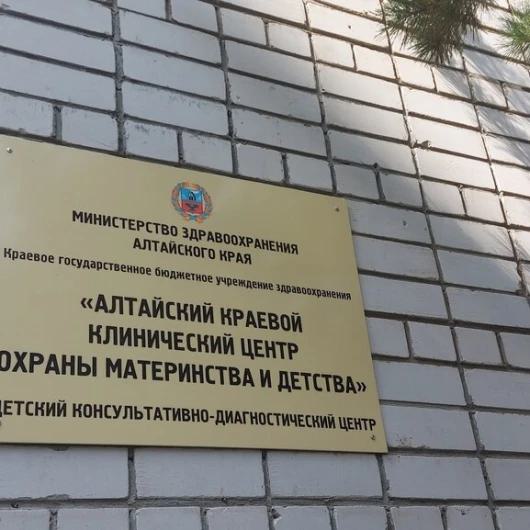 МИНИСТЕРСТВО ЗДРАВООХРАНЕНИЯ
АЛТАЙСКОГО КРАЯ
Краевое государственное бюджетное учреждение здравоохранения
«АЛТАЙСКИЙ КРАЕВОЙ
КЛИНИЧЕСКИЙ ЦЕНТР
ОХРАНЫ МАТЕРИНСТВА И ДЕТСТВА»
ДЕТСКИЙ КОНСУЛЬТАТИВНО-ДИАГНОСТИЧЕСКИЙ ЦЕНТР